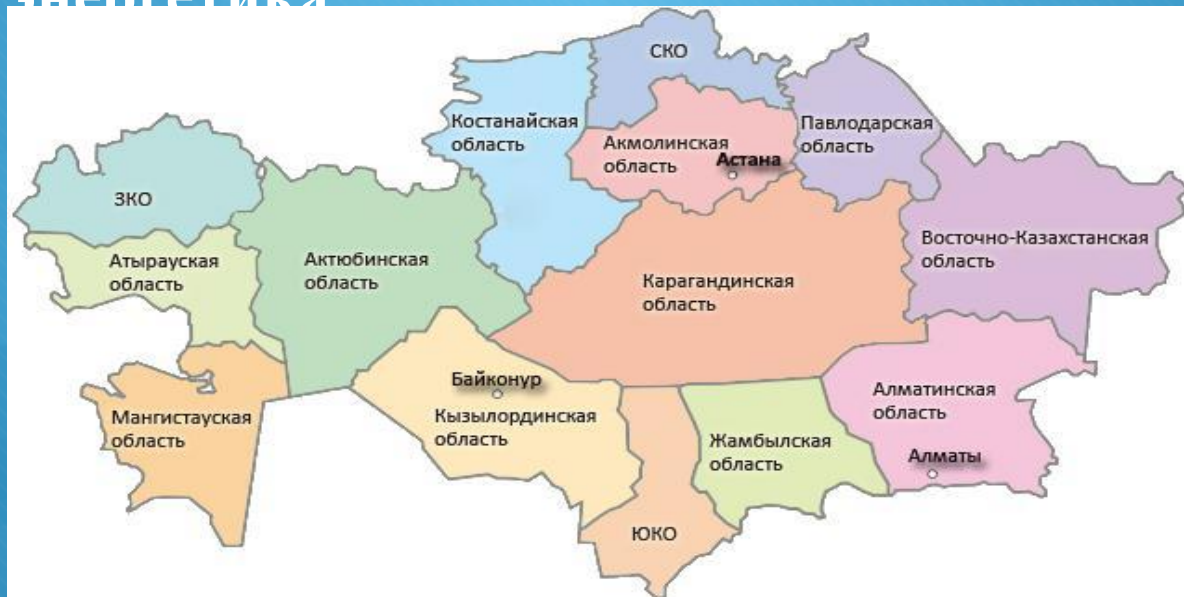 энергетика
СКО
Костанайская
область
Акмолинская
область
Астана
Павлодарская
область
ЗКО
Восточно-Казахстанская
область
Атырауская
область
Актюбинская
область
Карагандинская
область
Байконур
Кызылординская
область
Алматинская
область
Мангистауская
область
Жамбылская
область
Алматы
ЮКО